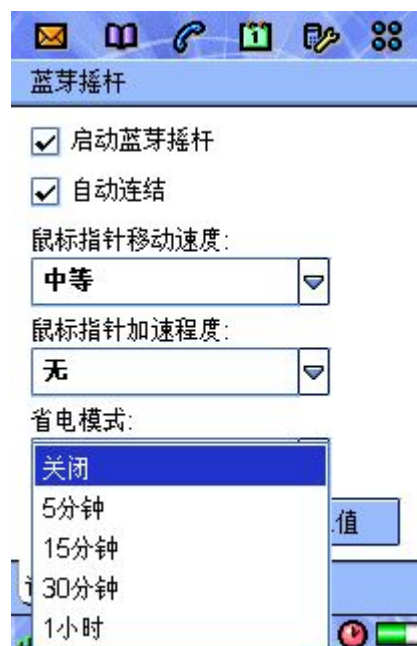 蓝芽摇杆
启动蓝芽摇杆
自动连结
鼠标指针移动速度:
中等
鼠标指针加速程度:
无
省电模式:
关闭
5分钟
值
15分钟
30分钟
1小时